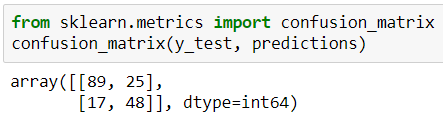 from sklearn.metrics import confusion_matrix
confusion_matrix(y_test, predictions)
array([[89, 25],
       [17, 48]], dtype=int64)